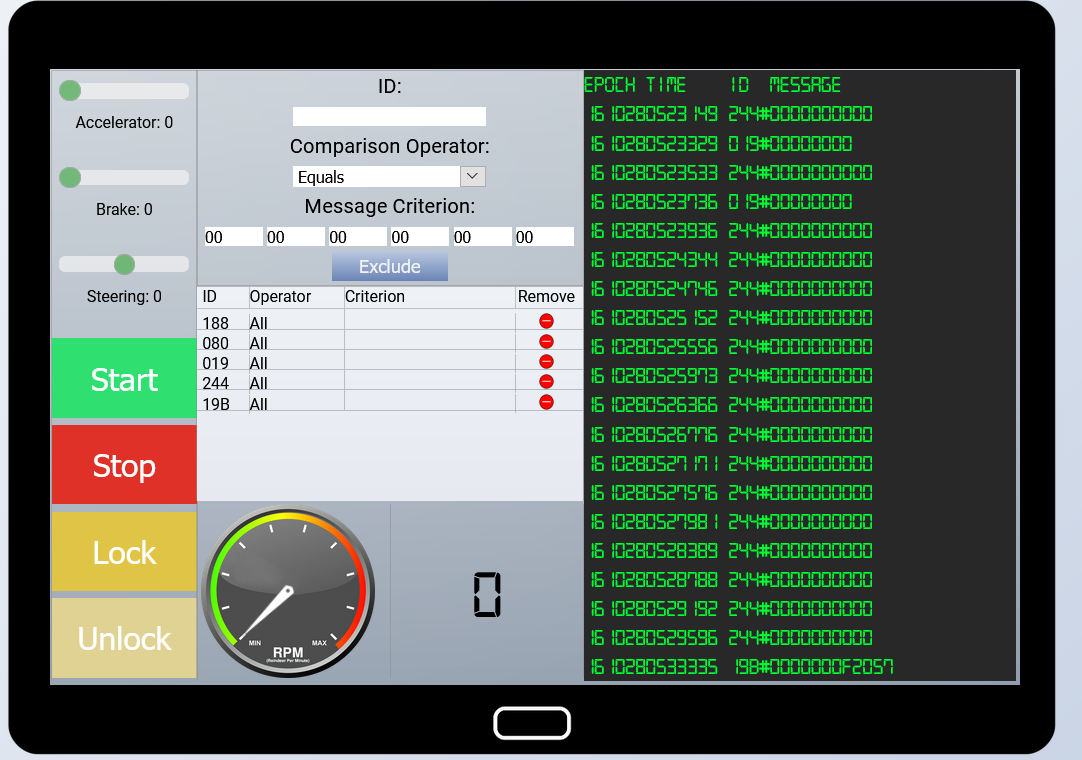 Accelerator: 0
Brake: 0
Steering: 0
Start
Stop
Lock
Unlock
ID:
Comparison Operator:
Equals
Message Criterion:
00 00 00 00 00 00
Exclude
ID Operator Criterion Remove
188 All
080 All
019 All
244 All
19B All
MIN MAX
RPM
(Reindeer Per Minute)
0
EPOCH TIME ID MESSAGE
1610280523149 244#0000000000
1610280523329 019#00000000
1610280523533 244#0000000000
1610280523736 019#00000000
1610280523936 244#0000000000
1610280524344 244#0000000000
1610280524746 244#0000000000
1610280525152 244#0000000000
1610280525556 244#0000000000
1610280525973 244#0000000000
1610280526366 244#0000000000
1610280526776 244#0000000000
1610280527171 244#0000000000
1610280527576 244#0000000000
1610280527981 244#0000000000
1610280528389 244#0000000000
1610280528788 244#0000000000
1610280529192 244#0000000000
1610280529596 244#0000000000
1610280533335 19B#0000000F2057